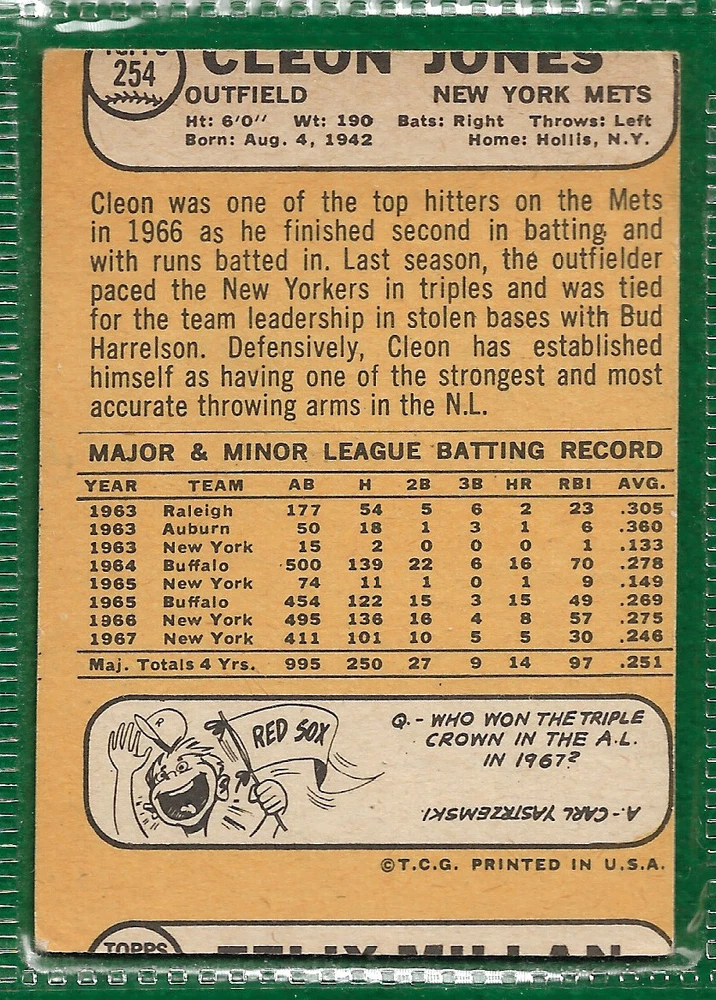 TOPPS
254
CLEON JONES
OUTFIELD NEW YORK METS
Ht: 6'0" Wt: 190 Bats: Right Throws: Left
Born: Aug. 4, 1942 Home: Hollis, N.Y.
Cleon was one of the top hitters on the Mets
in 1966 as he finished second in batting and
with runs batted in. Last season, the outfielder
paced the New Yorkers in triples and was tied
for the team leadership in stolen bases with Bud
Harrelson. Defensively, Cleon has established
himself as having one of the strongest and most
accurate throwing arms in the N.L.
MAJOR & MINOR LEAGUE BATTING RECORD
YEAR TEAM AB H 2B 3B HR RBI AVG.
1963 Raleigh 177 54 5 6 2 23 .305
1963 Auburn 50 18 1 3 1 6 .360
1963 New York 15 2 0 0 0 1 .133
1964 Buffalo 500 139 22 6 16 70 .278
1965 New York 74 11 1 0 1 9 .149
1965 Buffalo 454 122 15 3 15 49 .269
1966 New York 495 136 16 4 8 57 .275
1967 New York 411 101 10 5 5 30 .246
Maj. Totals 4 Yrs. 995 250 27 9 14 97 .251
R
RED SOX
Q.- WHO WON THE TRIPLE
CROWN IN THE A.L.
IN 1967?
A.- CARL YASTRZEMSKI.
©T.C.G. PRINTED IN U.S.A.
TOPPS
FELIX MILLAN